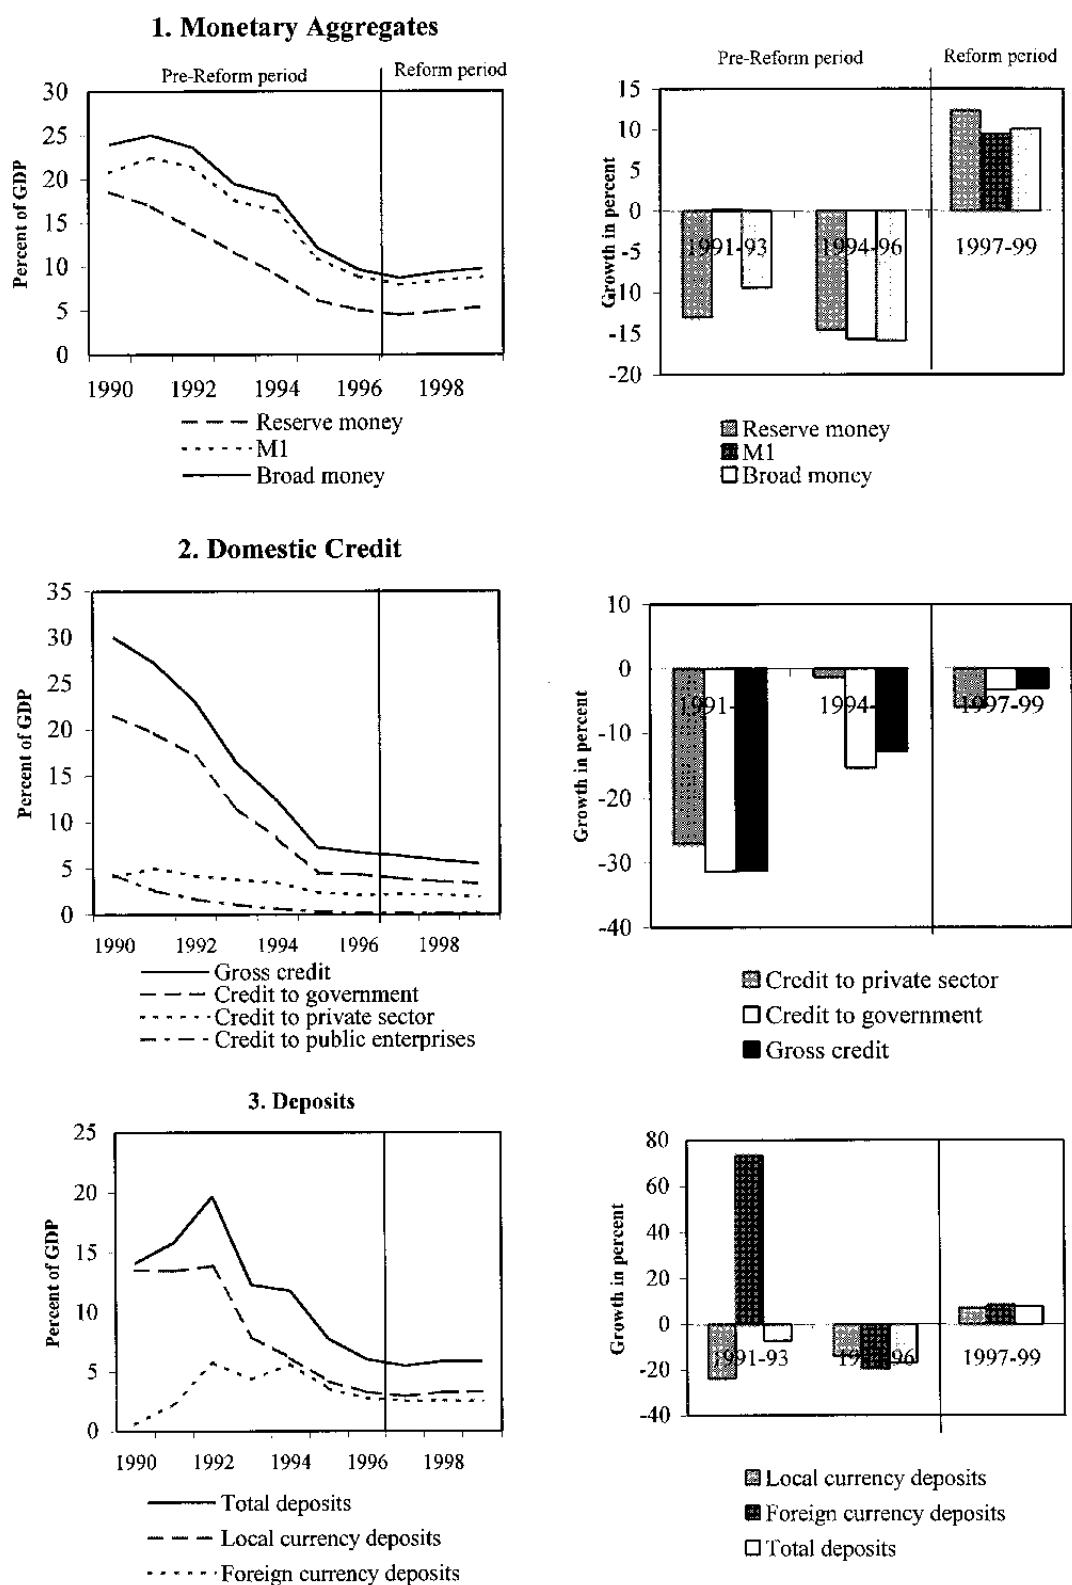 1. Monetary Aggregates
Pre-Reform period
Reform period
Percent of GDP
30
25
20
15
10
5
0
1990 1992 1994 1996 1998
Reserve money
M1
Broad money
Pre-Reform period
Reform period
Growth in percent
15
10
5
0
-5
-10
-15
-20
1991-93 1994-96 1997-99
Reserve money
M1
Broad money
2. Domestic Credit
Percent of GDP
35
30
25
20
15
10
5
0
1990 1992 1994 1996 1998
Gross credit
Credit to government
Credit to private sector
Credit to public enterprises
Growth in percent
10
0
-10
-20
-30
-40
1991- 1994- 1997-99
Credit to private sector
Credit to government
Gross credit
3. Deposits
Percent of GDP
25
20
15
10
5
0
1990 1992 1994 1996 1998
Total deposits
Local currency deposits
Foreign currency deposits
Growth in percent
80
60
40
20
0
-20
-40
1991-93 1997-99
Local currency deposits
Foreign currency deposits
Total deposits